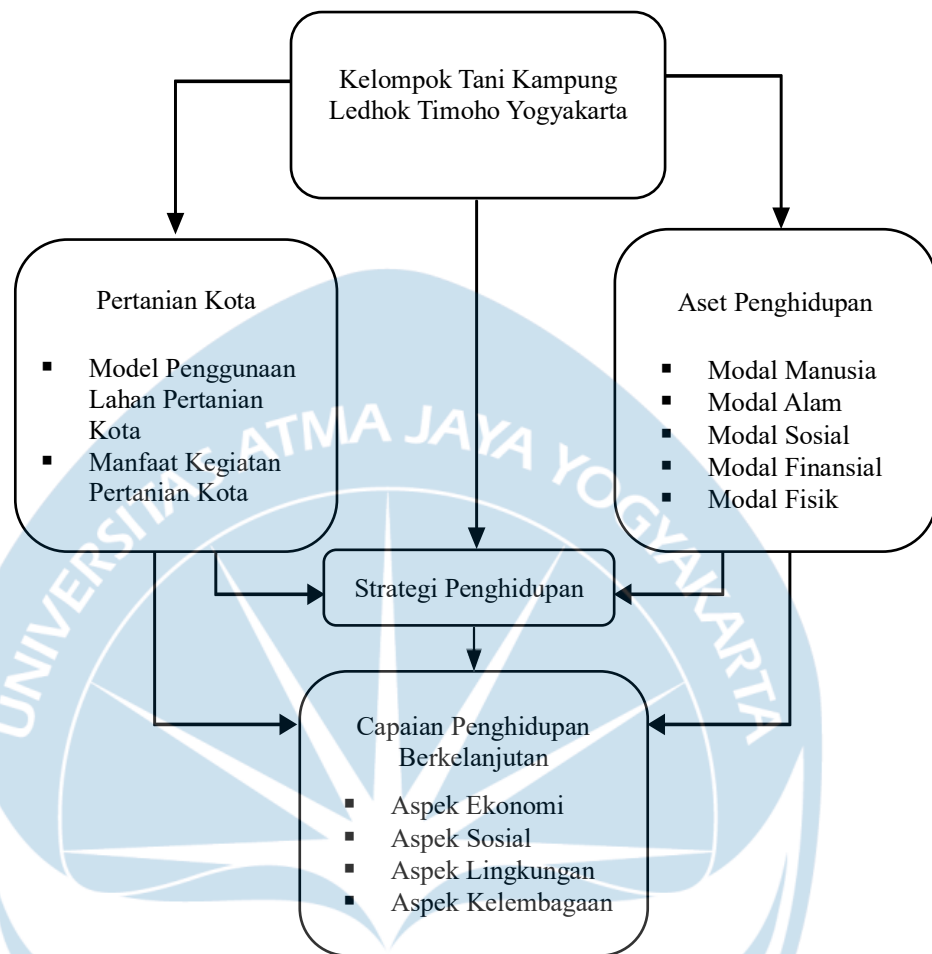 Kelompok Tani Kampung
Ledhok Timoho Yogyakarta
Pertanian Kota
▪ Model Penggunaan
Lahan Pertanian
Kota
▪ Manfaat Kegiatan
Pertanian Kota
Aset Penghidupan
▪ Modal Manusia
▪ Modal Alam
▪ Modal Sosial
▪ Modal Finansial
▪ Modal Fisik
Strategi Penghidupan
Capaian Penghidupan
Berkelanjutan
▪ Aspek Ekonomi
▪ Aspek Sosial
▪ Aspek Lingkungan
▪ Aspek Kelembagaan
UNIVERSITAS ATMA JAYA YOGYAKARTA